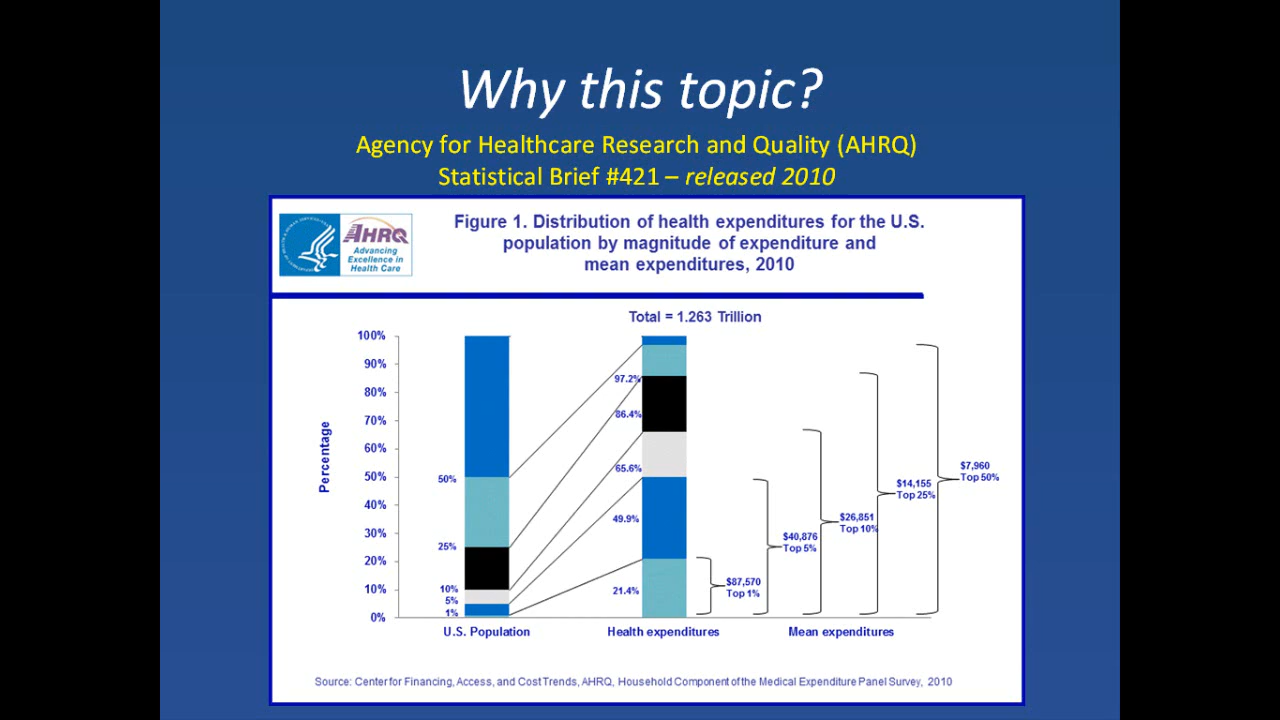 Why this topic?
Agency for Healthcare Research and Quality (AHRQ)
Statistical Brief #421 – released 2010
AHRQ
Advancing
Excellence in
Health Care
Figure 1. Distribution of health expenditures for the U.S.
population by magnitude of expenditure and
mean expenditures, 2010
Total = 1.263 Trillion
Percentage
100%
90%
80%
70%
60%
50%
40%
30%
20%
10%
0%
50%
25%
10%
5%
1%
97.2%
86.4%
65.6%
49.9%
21.4%
$87,570
Top 1%
$40,876
Top 5%
$26,851
Top 10%
$14,155
Top 25%
$7,960
Top 50%
U.S. Population
Health expenditures
Mean expenditures
Source: Center for Financing, Access, and Cost Trends, AHRQ, Household Component of the Medical Expenditure Panel Survey, 2010